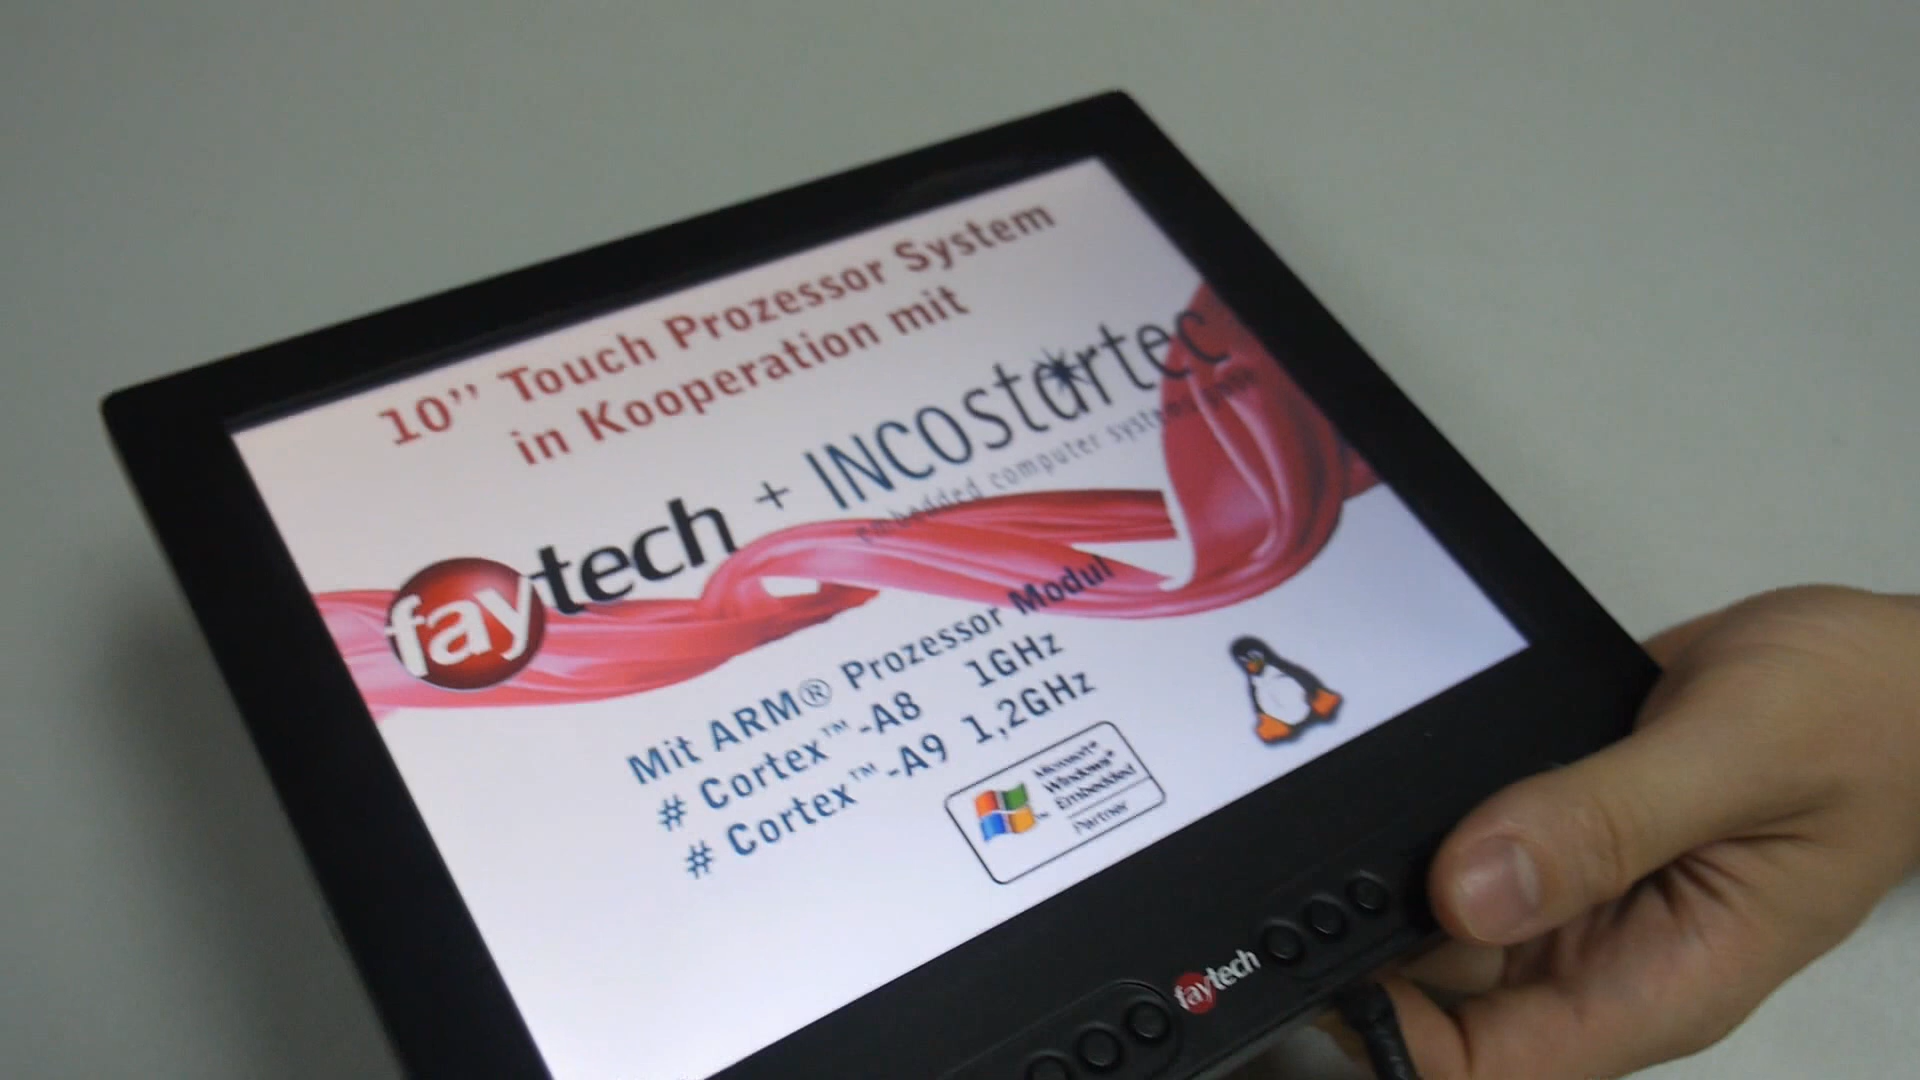 10’’ Touch Prozessor System
in Kooperation mit
faytech + INCOstartec
embedded computer systems
Mit ARM® Prozessor Modul
# Cortex™-A8 1GHz
# Cortex™-A9 1,2GHz
Microsoft®
Windows®
Embedded
Partner
faytech